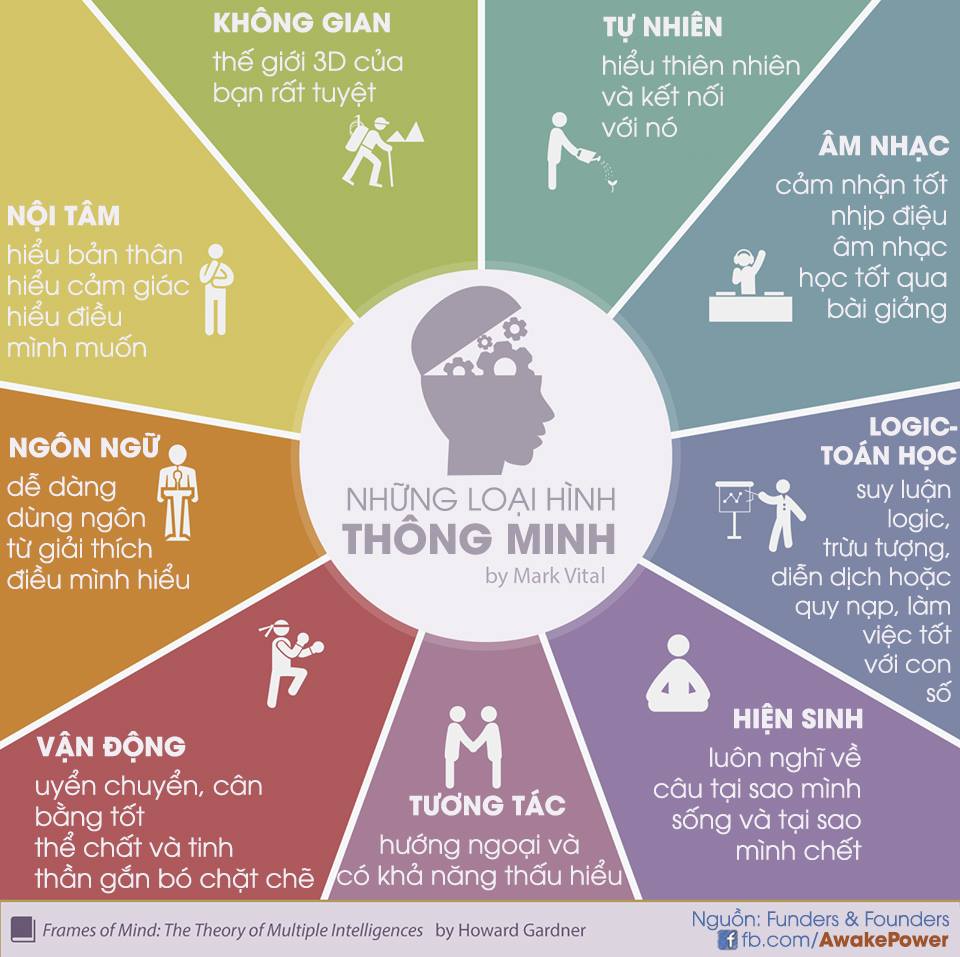 KHÔNG GIAN
thế giới 3D của
bạn rất tuyệt
TỰ NHIÊN
hiểu thiên nhiên
và kết nối
với nó
ÂM NHẠC
cảm nhận tốt
nhịp điệu
âm nhạc
học tốt qua
bài giảng
NỘI TÂM
hiểu bản thân
hiểu cảm giác
hiểu điều
mình muốn
NGÔN NGỮ
dễ dàng
dùng ngôn
từ giải thích
điều mình hiểu
NHỮNG LOẠI HÌNH
THÔNG MINH
by Mark Vital
LOGIC-
TOÁN HỌC
suy luận
logic,
trừu tượng,
diễn dịch hoặc
quy nạp, làm
việc tốt
với con
số
VẬN ĐỘNG
uyển chuyển, cân
bằng tốt
thể chất và tinh
thần gắn bó chặt chẽ
TƯƠNG TÁC
hướng ngoại và
có khả năng thấu hiểu
HIỆN SINH
luôn nghĩ về
câu tại sao mình
sống và tại sao
mình chết
Frames of Mind: The Theory of Multiple Intelligences by Howard Gardner
Nguồn: Funders & Founders
fb.com/AwakePower